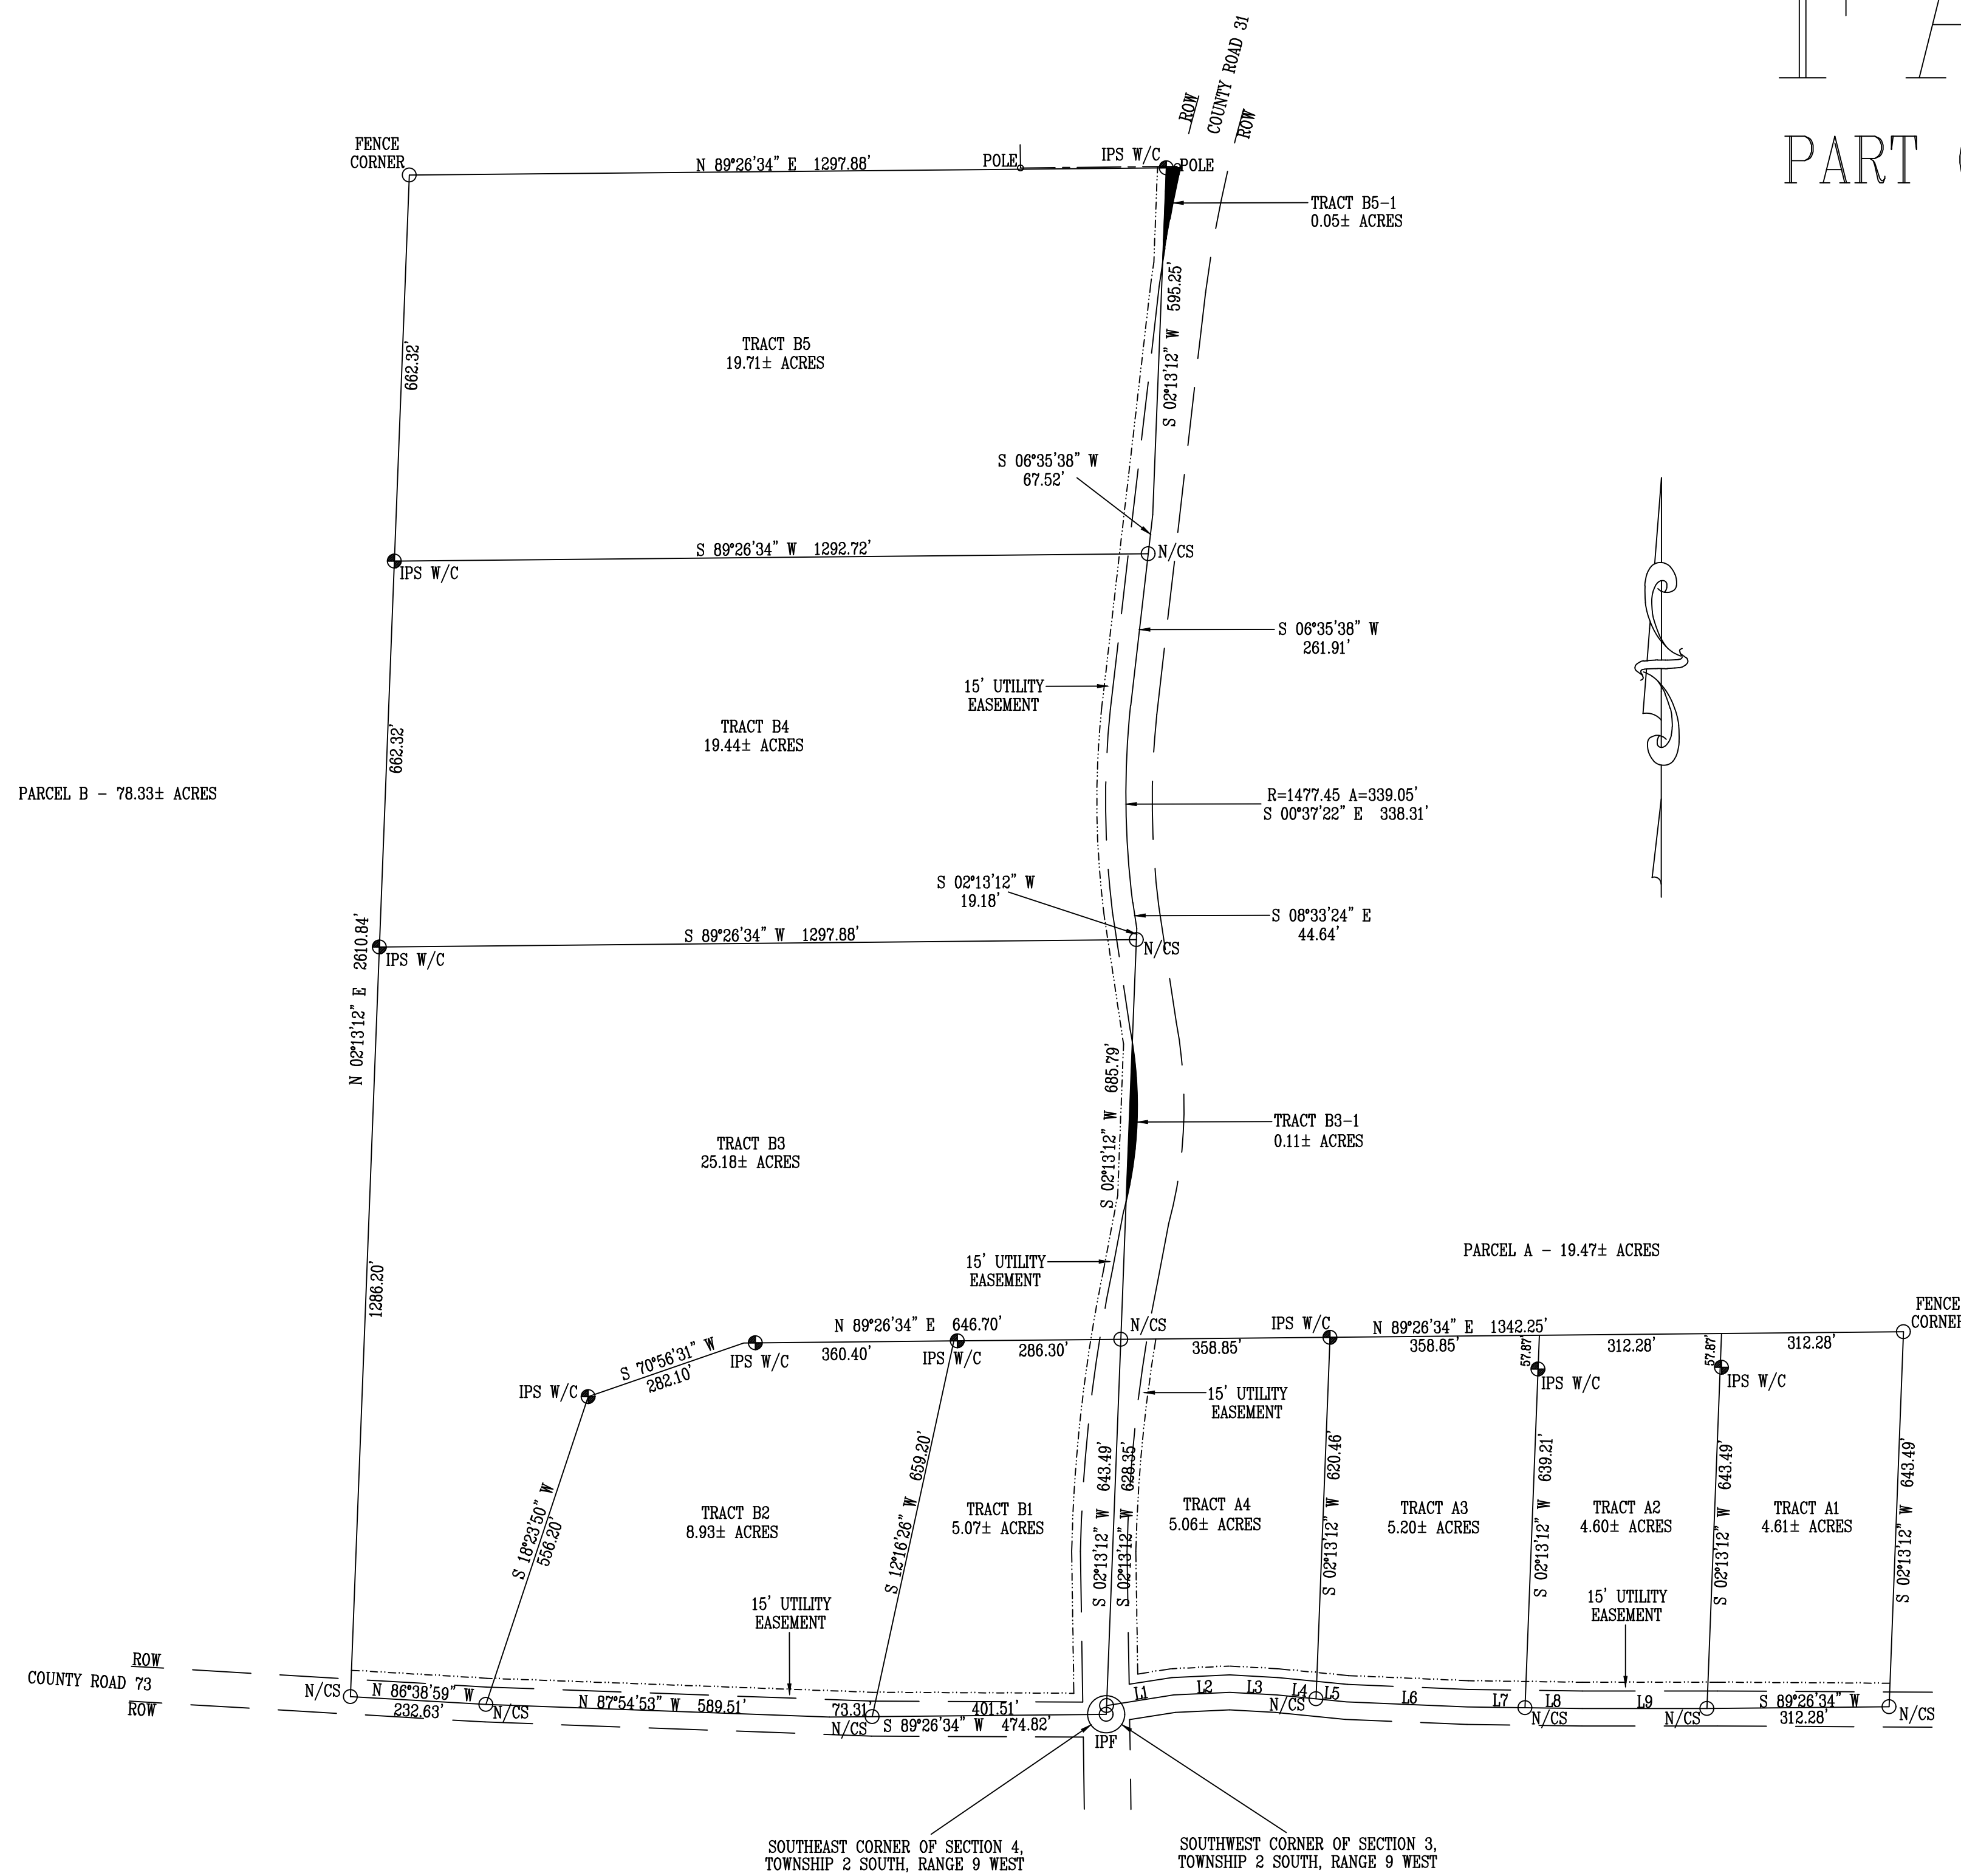 PART
ROW
COUNTY ROAD 31
ROW
FENCE
CORNER
N 89°26'34" E 1297.88'
POLE
IPS W/C
POLE
TRACT B5-1
0.05± ACRES
662.32'
TRACT B5
19.71± ACRES
S 02°13'12" W 595.25'
S 06°35'38" W
67.52'
S 89°26'34" W 1292.72'
N/CS
IPS W/C
S 06°35'38" W
261.91'
15' UTILITY
EASEMENT
TRACT B4
19.44± ACRES
662.32'
PARCEL B - 78.33± ACRES
R=1477.45 A=339.05'
S 00°37'22" E 338.31'
S 02°13'12" W
19.18'
S 08°33'24" E
44.64'
S 89°26'34" W 1297.88'
N/CS
IPS W/C
N 02°13'12" E 2610.84'
S 02°13'12" W 685.79'
TRACT B3-1
0.11± ACRES
TRACT B3
25.18± ACRES
1286.20'
15' UTILITY
EASEMENT
PARCEL A - 19.47± ACRES
FENCE
CORNER
N 89°26'34" E 646.70'
360.40'
286.30'
N/CS
IPS W/C
N 89°26'34" E 1342.25'
358.85'
358.85'
57.87'
312.28'
57.87'
312.28'
IPS W/C
IPS W/C
IPS W/C
IPS W/C
S 70°56'31" W
282.10'
IPS W/C
15' UTILITY
EASEMENT
S 18°23'50" W
556.20'
TRACT B2
8.93± ACRES
S 12°16'26" W 659.20'
TRACT B1
5.07± ACRES
S 02°13'12" W 643.49'
S 02°13'12" W 628.35'
TRACT A4
5.06± ACRES
S 02°13'12" W 620.46'
TRACT A3
5.20± ACRES
S 02°13'12" W 639.21'
TRACT A2
4.60± ACRES
S 02°13'12" W 643.49'
TRACT A1
4.61± ACRES
S 02°13'12" W 643.49'
15' UTILITY
EASEMENT
15' UTILITY
EASEMENT
ROW
COUNTY ROAD 73
ROW
N/CS
N 86°38'59" W
232.63'
N/CS
N 87°54'53" W 589.51'
73.31'
N/CS
401.51'
S 89°26'34" W 474.82'
IPF
L1
L2
L3
L4
L5
N/CS
L6
L7
L8
N/CS
L9
N/CS
S 89°26'34" W
312.28'
N/CS
SOUTHEAST CORNER OF SECTION 4,
TOWNSHIP 2 SOUTH, RANGE 9 WEST
SOUTHWEST CORNER OF SECTION 3,
TOWNSHIP 2 SOUTH, RANGE 9 WEST